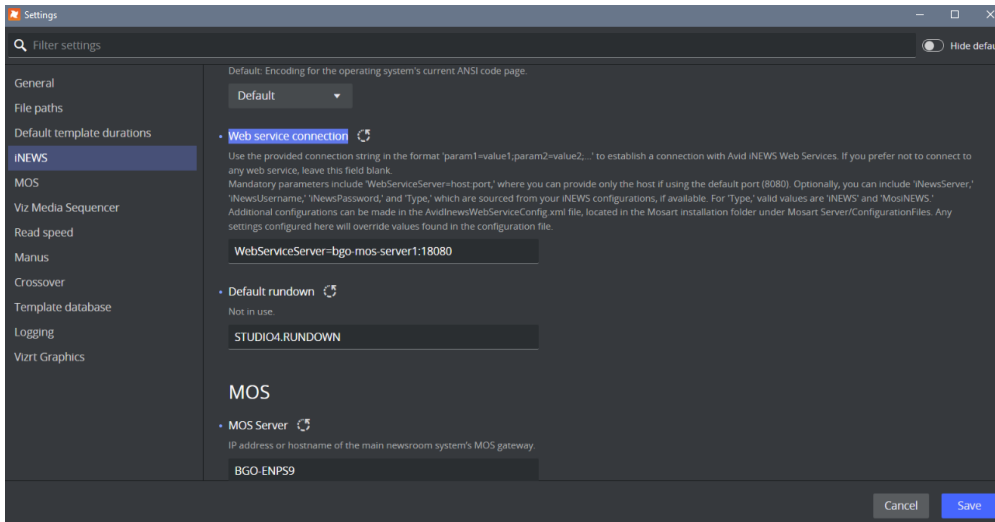 Settings
Filter settings
Hide defau
General
File paths
Default template durations
iNEWS
MOS
Viz Media Sequencer
Read speed
Manus
Crossover
Template database
Logging
Vizrt Graphics
Default: Encoding for the operating system's current ANSI code page.
Default
Web service connection
Use the provided connection string in the format 'param1=value1;param2=value2;...' to establish a connection with Avid iNEWS Web Services. If you prefer not to connect to
any web service, leave this field blank.
Mandatory parameters include 'WebServiceServer=host:port,' where you can provide only the host if using the default port (8080). Optionally, you can include 'iNewsServer,'
'iNewsUsername,' 'iNewsPassword,' and 'Type,' which are sourced from your iNEWS configurations, if available. For 'Type,' valid values are 'iNEWS' and 'MosiNEWS.'
Additional configurations can be made in the AvidInewsWebServiceConfig.xml file, located in the Mosart installation folder under Mosart Server/ConfigurationFiles. Any
settings configured here will override values found in the configuration file.
WebServiceServer=bgo-mos-server1:18080
Default rundown
Not in use.
STUDIO4.RUNDOWN
MOS
MOS Server
IP address or hostname of the main newsroom system's MOS gateway.
BGO-ENPS9
Cancel
Save